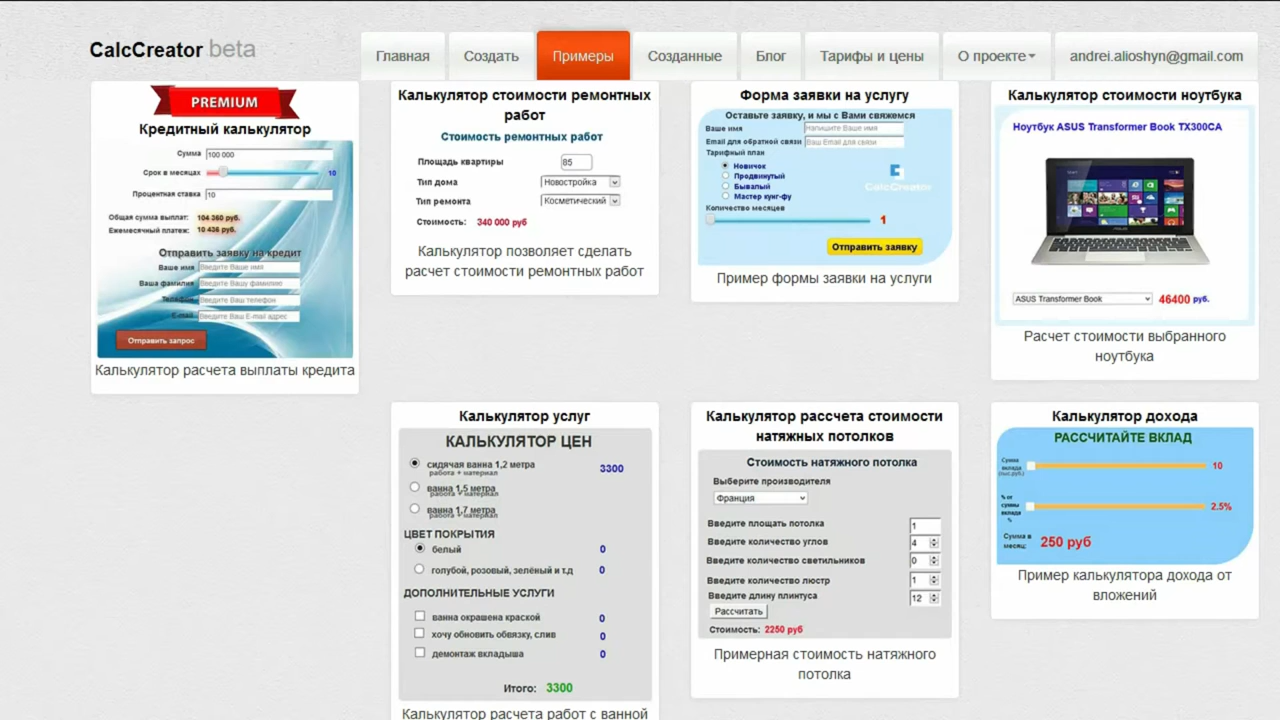 CalcCreator beta
Главная
Создать
Примеры
Созданные
Блог
Тарифы и цены
О проекте
andrei.alioshyn@gmail.com
PREMIUM
Кредитный калькулятор
Сумма 100 000
Срок в месяцах 10
Процентная ставка 10
Общая сумма выплат: 104 360 руб.
Ежемесячный платеж: 10 436 руб.
Отправить заявку на кредит
Ваше имя Введите Ваше имя
Ваша фамилия Введите Вашу фамилию
Телефон Введите Ваш телефон
E-mail Введите Ваш E-mail адрес
Отправить запрос
Калькулятор расчета выплаты кредита
Калькулятор стоимости ремонтных
работ
Стоимость ремонтных работ
Площадь квартиры 85
Тип дома Новостройка
Тип ремонта Косметический
Стоимость: 340 000 руб
Калькулятор позволяет сделать
расчет стоимости ремонтных работ
Форма заявки на услугу
Оставьте заявку, и мы с Вами свяжемся
Ваше имя Напишите Ваше имя
Email для обратной связи Ваш Email для связи
Тарифный план
Новичок
Продвинутый
Бывалый
Мастер кунг-фу
CalcCreator
Количество месяцев
1
Отправить заявку
Пример формы заявки на услуги
Калькулятор стоимости ноутбука
Ноутбук ASUS Transformer Book TX300CA
ASUS Transformer Book 46400 руб.
Расчет стоимости выбранного
ноутбука
Калькулятор услуг
КАЛЬКУЛЯТОР ЦЕН
сидячая ванна 1,2 метра 3300
работа + материал
ванна 1,5 метра
работа + материал
ванна 1,7 метра
работа + материал
ЦВЕТ ПОКРЫТИЯ
белый 0
голубой, розовый, зелёный и т.д 0
ДОПОЛНИТЕЛЬНЫЕ УСЛУГИ
ванна окрашена краской 0
хочу обновить обвязку, слив 0
демонтаж вкладыша 0
Итого: 3300
Калькулятор расчета работ с ванной
Калькулятор рассчета стоимости
натяжных потолков
Стоимость натяжного потолка
Выберите производителя
Франция
Введите площать потолка 1
Введите количество углов 4
Введите количество светильников 0
Введите количество люстр 1
Введите длину плинтуса 12
Рассчитать
Стоимость: 2250 руб
Примерная стоимость натяжного
потолка
Калькулятор дохода
РАССЧИТАЙТЕ ВКЛАД
Сумма
вклада 10
(тыс.руб.)
% от
сумма 2.5%
вклада
%
Сумма в
месяц: 250 руб
Пример калькулятора дохода от
вложений